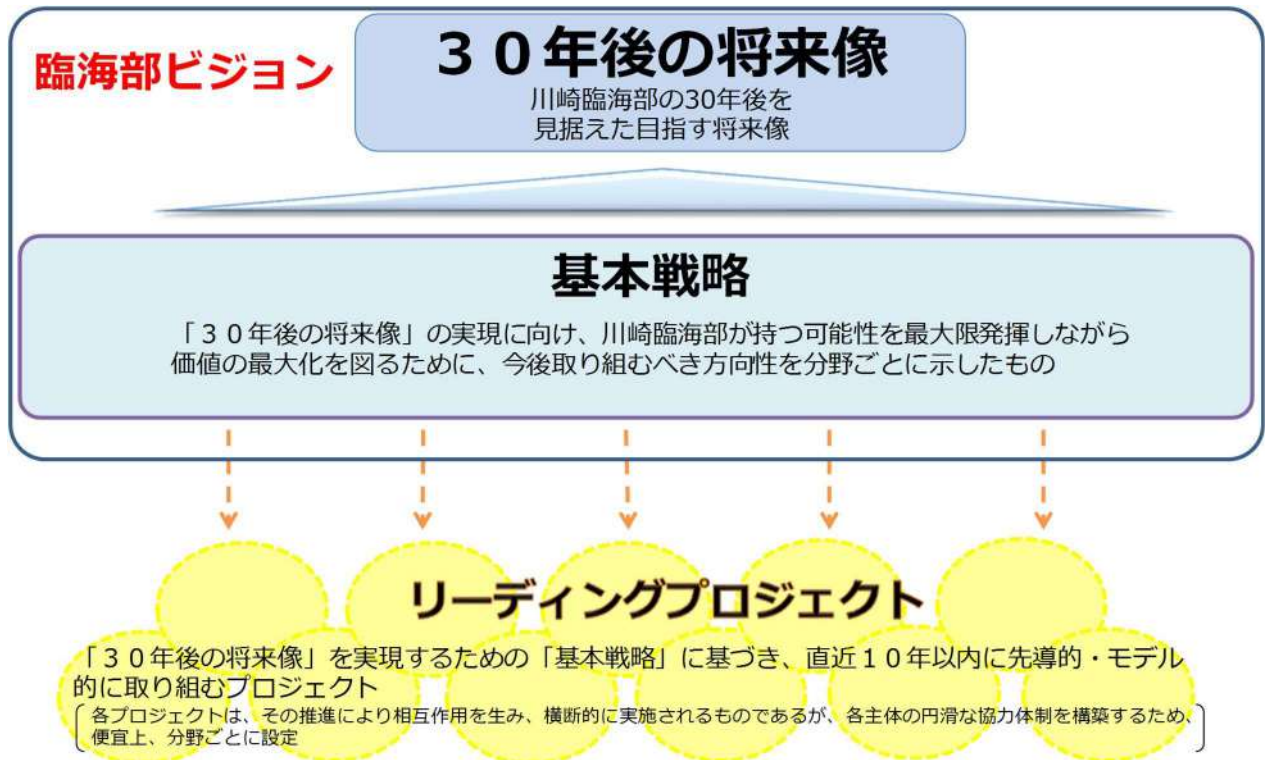 臨海部ビジョン
３０年後の将来像
川崎臨海部の30年後を
見据えた目指す将来像
基本戦略
「３０年後の将来像」の実現に向け、川崎臨海部が持つ可能性を最大限発揮しながら
価値の最大化を図るために、今後取り組むべき方向性を分野ごとに示したもの
リーディングプロジェクト
「３０年後の将来像」を実現するための「基本戦略」に基づき、直近１０年以内に先導的・モデル
的に取り組むプロジェクト
各プロジェクトは、その推進により相互作用を生み、横断的に実施されるものであるが、各主体の円滑な協力体制を構築するため、
便宜上、分野ごとに設定